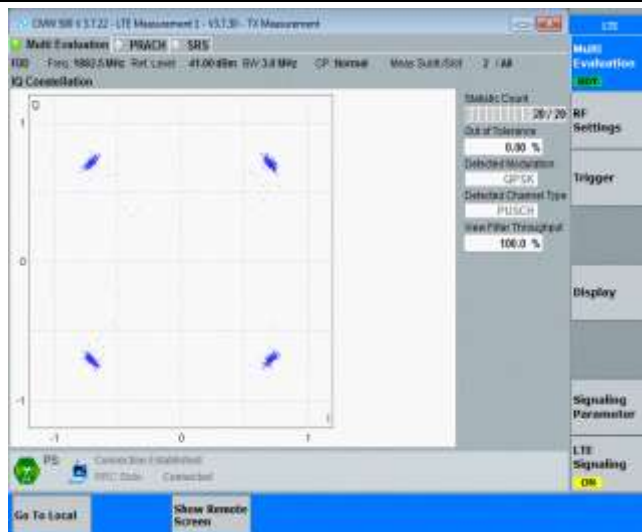 CMW 500 V 3.7.22 - LTE Measurement 1 - V3.7.30 - TX Measurement
LTE
Multi Evaluation PRACH SRS
FDD Freq: 1882.5 MHz Ref. Level: 41.00 dBm BW: 3.0 MHz CP: Normal Meas Subfr./Slot: 2 / All
IQ Constellation
Multi
Evaluation
RDY
Q
1
0
-1
-1
0
1
I
Statistic Count
20 / 20
Out of Tolerance
0.00 %
Detected Modulation
QPSK
Detected Channel Type
PUSCH
View Filter Throughput
100.0 %
RF
Settings
Trigger
Display
Signaling
Parameter
LTE
Signaling
ON
PS:
Connection Established
RRC State: Connected
Go To Local
Show Remote
Screen